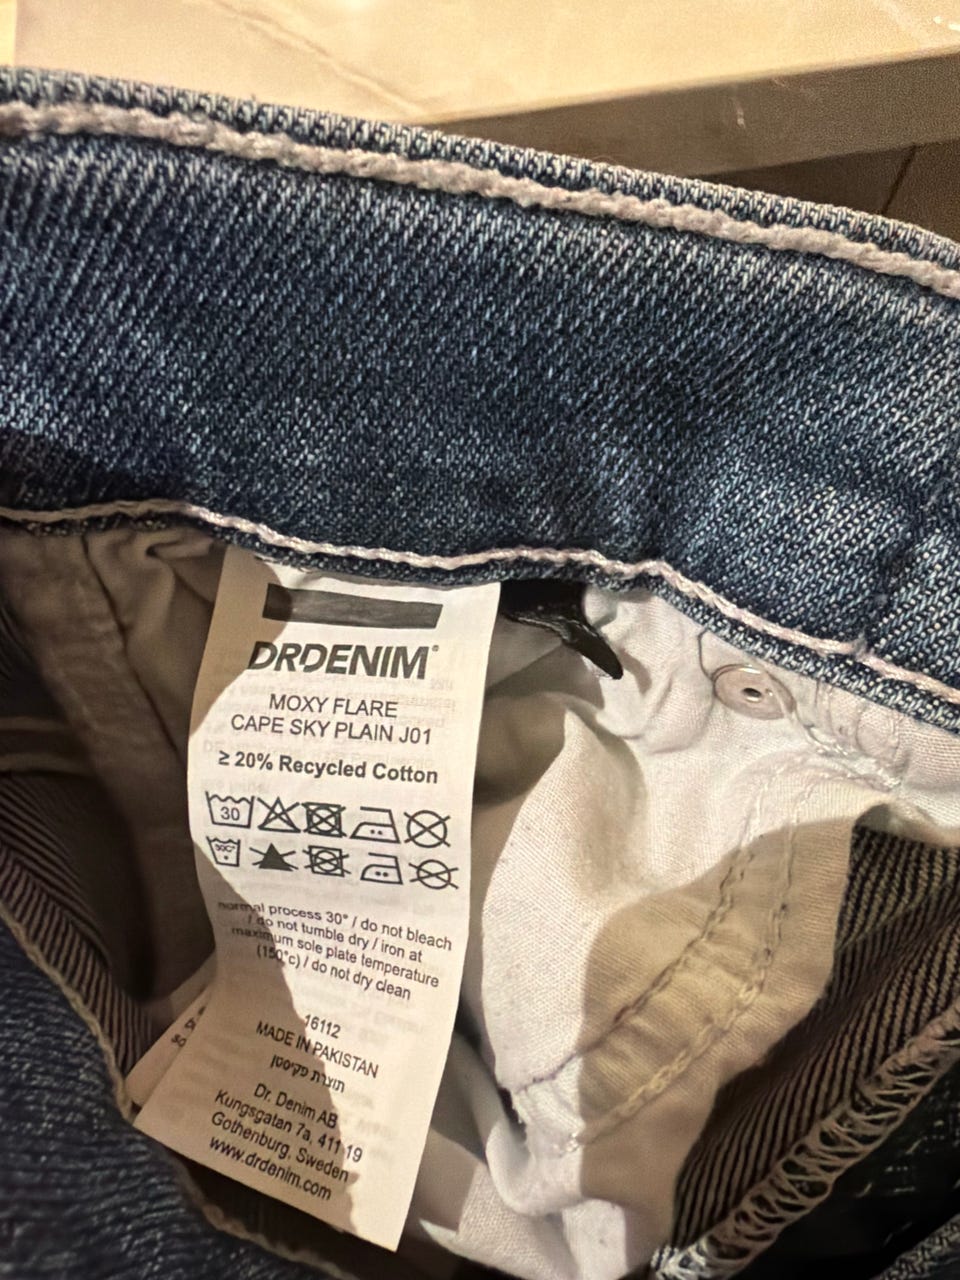 DRDENIM®
MOXY FLARE
CAPE SKY PLAIN J01
≥ 20% Recycled Cotton
30
30C°
normal process 30° / do not bleach
/ do not tumble dry / iron at
maximum sole plate temperature
(150°c) / do not dry clean
16112
MADE IN PAKISTAN
תוצרת פקיסטן
Dr. Denim AB
Kungsgatan 7a, 411 19
Gothenburg, Sweden
www.drdenim.com